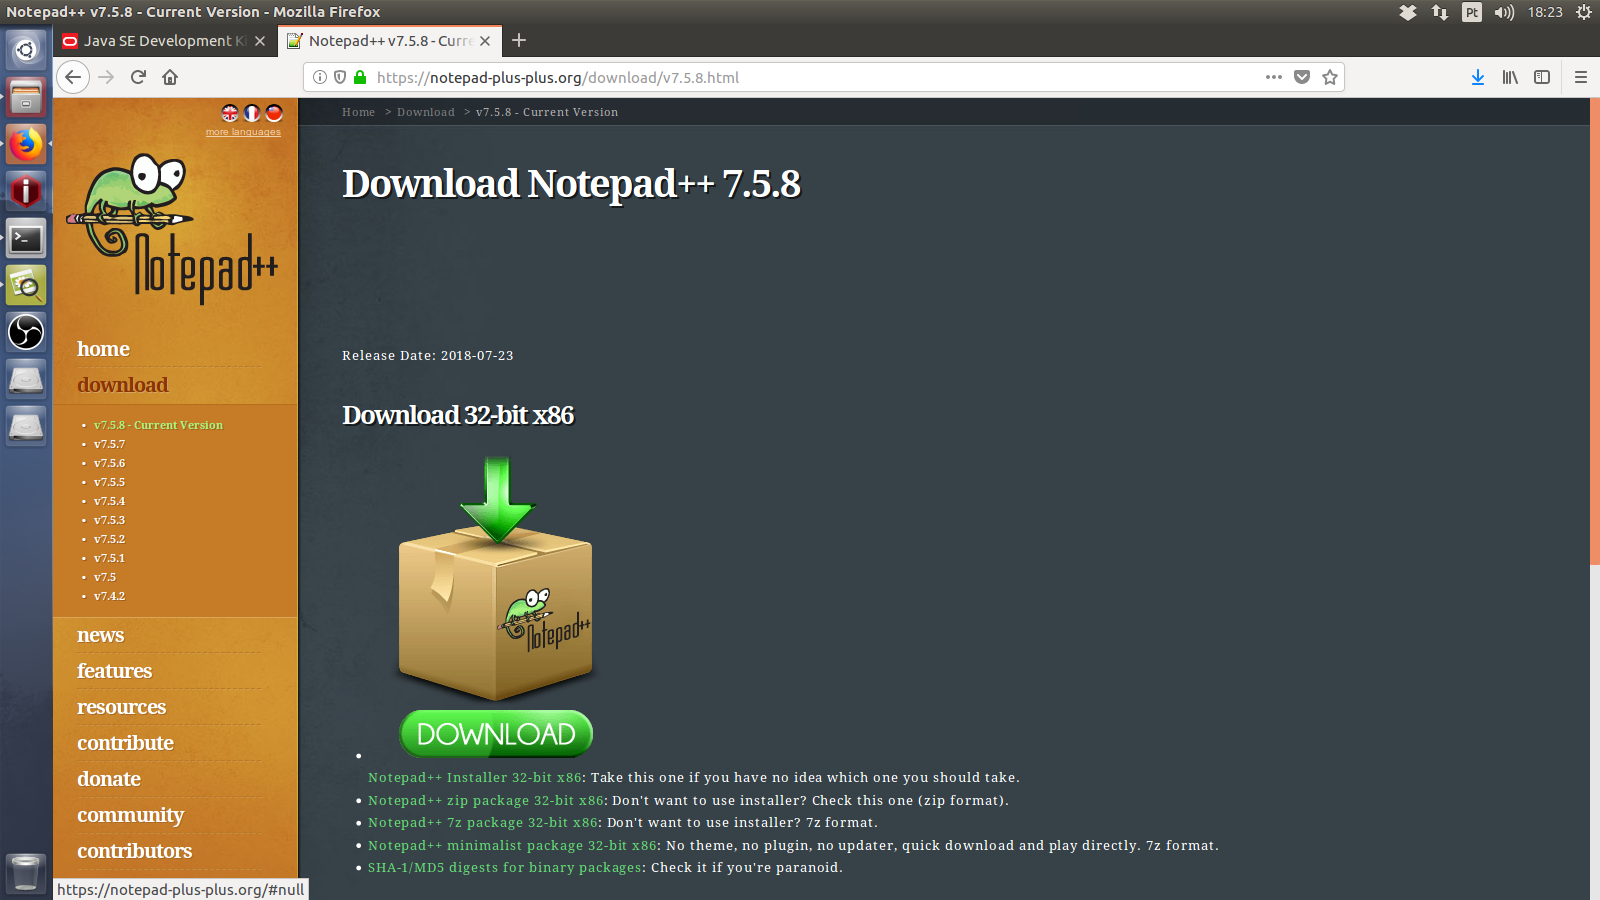 Notepad++ v7.5.8 - Current Version - Mozilla Firefox
Pt
18:23
Java SE Development Ki
Notepad++ v7.5.8 - Curre
https://notepad-plus-plus.org/download/v7.5.8.html
more languages
Notepad++
home
download
v7.5.8 - Current Version
v7.5.7
v7.5.6
v7.5.5
v7.5.4
v7.5.3
v7.5.2
v7.5.1
v7.5
v7.4.2
news
features
resources
contribute
donate
community
contributors
https://notepad-plus-plus.org/#null
Home > Download > v7.5.8 - Current Version
Download Notepad++ 7.5.8
Release Date: 2018-07-23
Download 32-bit x86
Notepad++
DOWNLOAD
Notepad++ Installer 32-bit x86: Take this one if you have no idea which one you should take.
Notepad++ zip package 32-bit x86: Don't want to use installer? Check this one (zip format).
Notepad++ 7z package 32-bit x86: Don't want to use installer? 7z format.
Notepad++ minimalist package 32-bit x86: No theme, no plugin, no updater, quick download and play directly. 7z format.
SHA-1/MD5 digests for binary packages: Check it if you're paranoid.